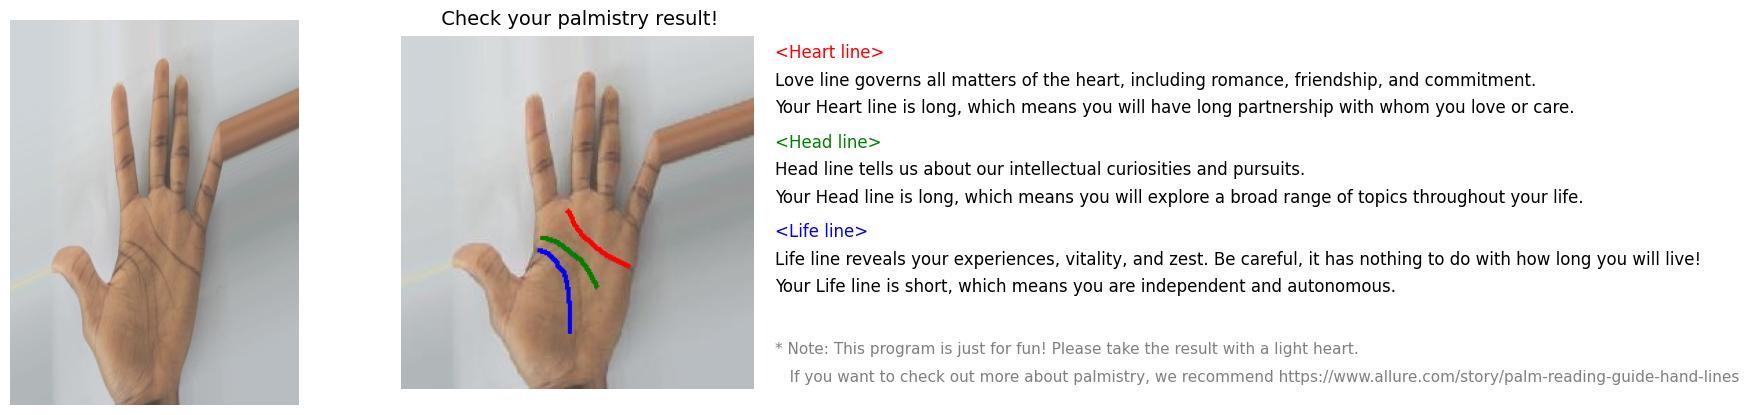 Check your palmistry result!
<Heart line>
Love line governs all matters of the heart, including romance, friendship, and commitment.
Your Heart line is long, which means you will have long partnership with whom you love or care.
<Head line>
Head line tells us about our intellectual curiosities and pursuits.
Your Head line is long, which means you will explore a broad range of topics throughout your life.
<Life line>
Life line reveals your experiences, vitality, and zest. Be careful, it has nothing to do with how long you will live!
Your Life line is short, which means you are independent and autonomous.
* Note: This program is just for fun! Please take the result with a light heart.
If you want to check out more about palmistry, we recommend https://www.allure.com/story/palm-reading-guide-hand-lines